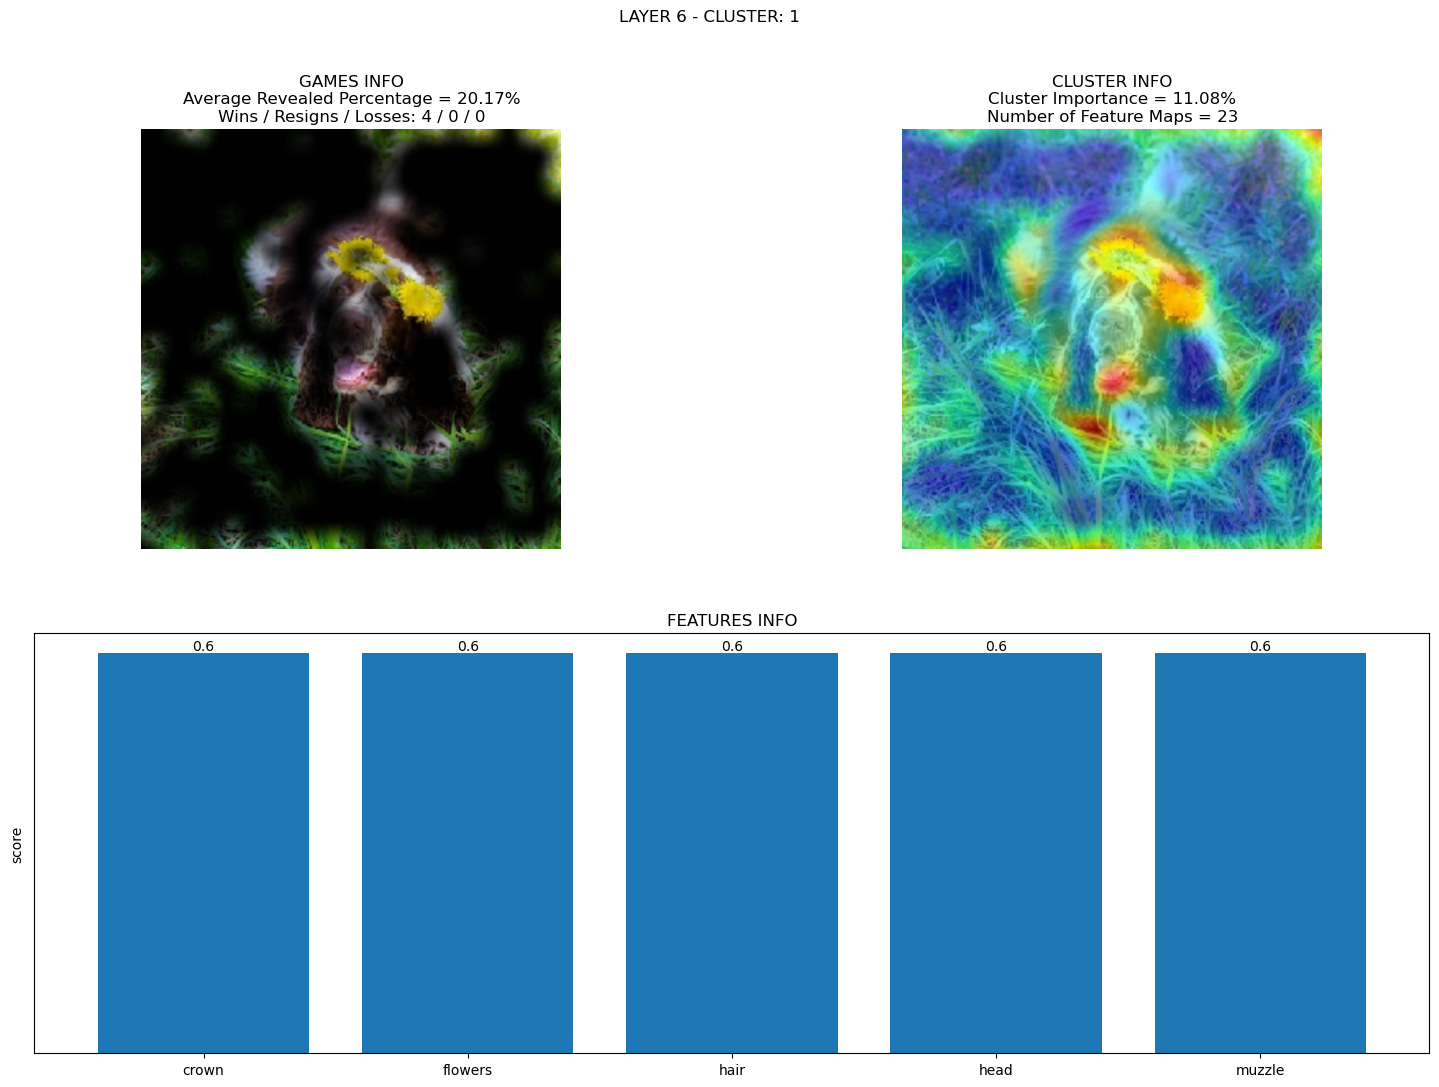 LAYER 6 - CLUSTER: 1
GAMES INFO
Average Revealed Percentage = 20.17%
Wins / Resigns / Losses: 4 / 0 / 0
CLUSTER INFO
Cluster Importance = 11.08%
Number of Feature Maps = 23
FEATURES INFO
score
0.6
0.6
0.6
0.6
0.6
crown
flowers
hair
head
muzzle